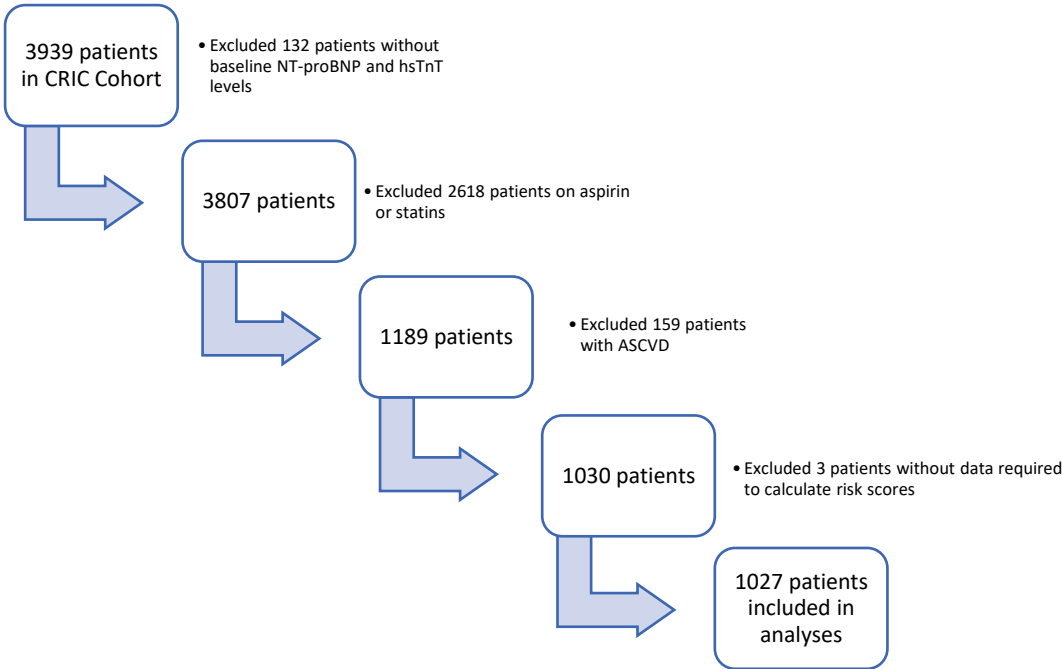 3939 patients
in CRIC Cohort
• Excluded 132 patients without
baseline NT-proBNP and hsTnT
levels
3807 patients
• Excluded 2618 patients on aspirin
or statins
1189 patients
• Excluded 159 patients
with ASCVD
1030 patients
• Excluded 3 patients without data required
to calculate risk scores
1027 patients
included in
analyses